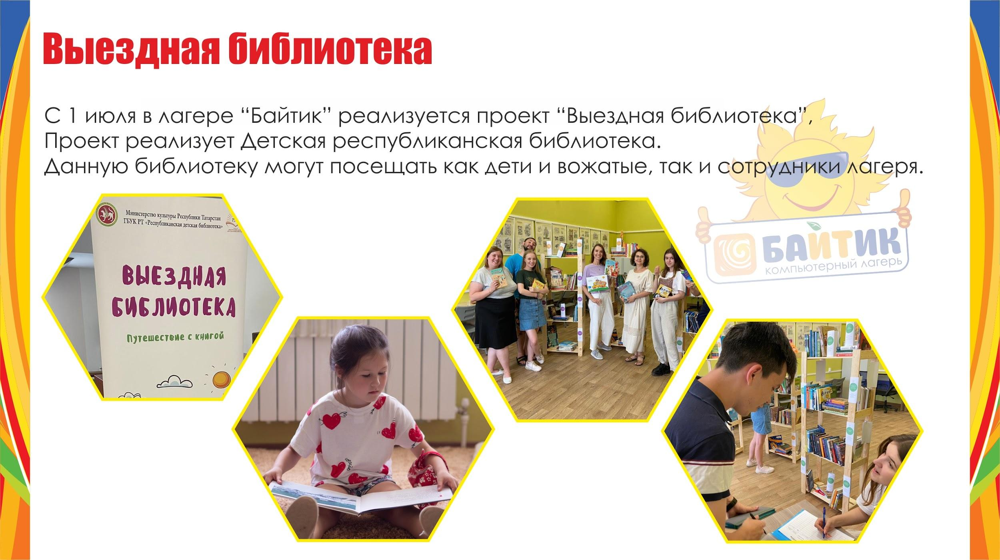 Выездная библиотека
С 1 июля в лагере “Байтик” реализуется проект “Выездная библиотека”,
Проект реализует Детская республиканская библиотека.
Данную библиотеку могут посещать как дети и вожатые, так и сотрудники лагеря.
Министерство культуры Республики Татарстан
ГБУК РТ «Республиканская детская библиотека»
ВЫЕЗДНАЯ
БИБЛИОТЕКА
Путешествие с книгой
БАЙТИК
компьютерный лагерь